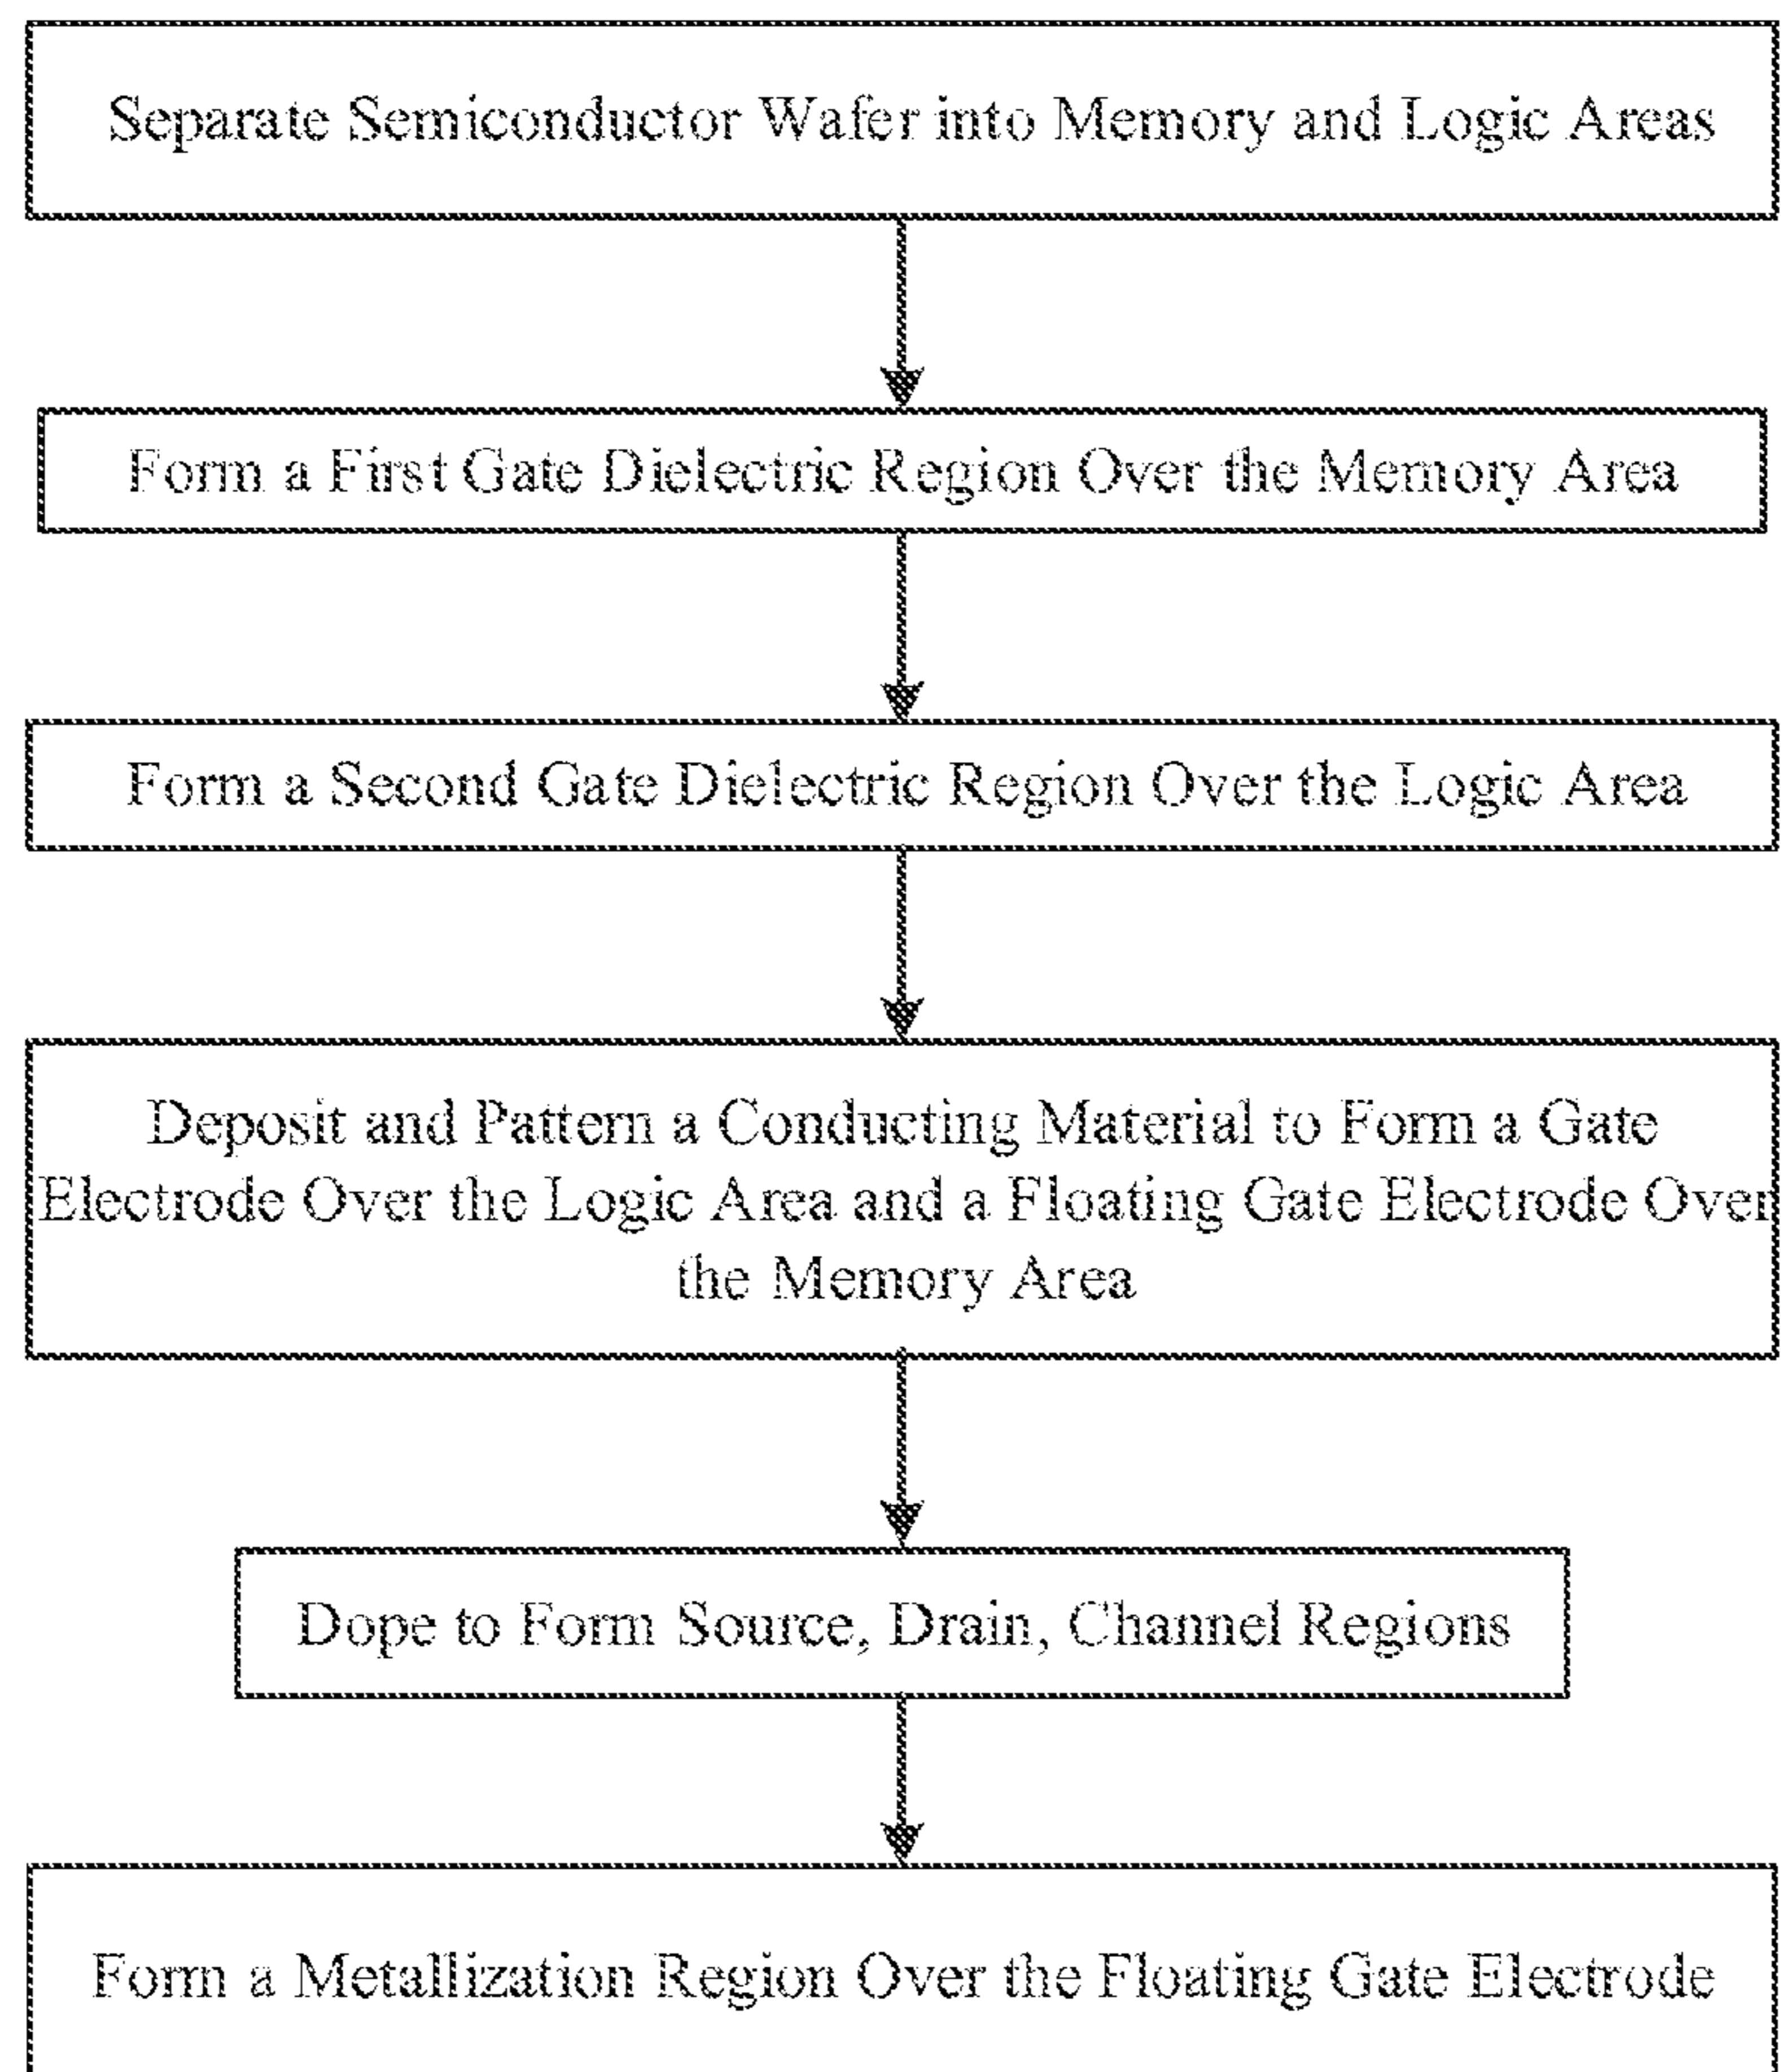 Separate Semiconductor Wafer into Memory and Logic Areas
Form a First Gate Dielectric Region Over the Memory Area
Form a Second Gate Dielectric Region Over the Logic Area
Deposit and Pattern a Conducting Material to Form a Gate
Electrode Over the Logic Area and a Floating Gate Electrode Over
the Memory Area
Dope to Form Source, Drain, Channel Regions
Form a Metallization Region Over the Floating Gate Electrode